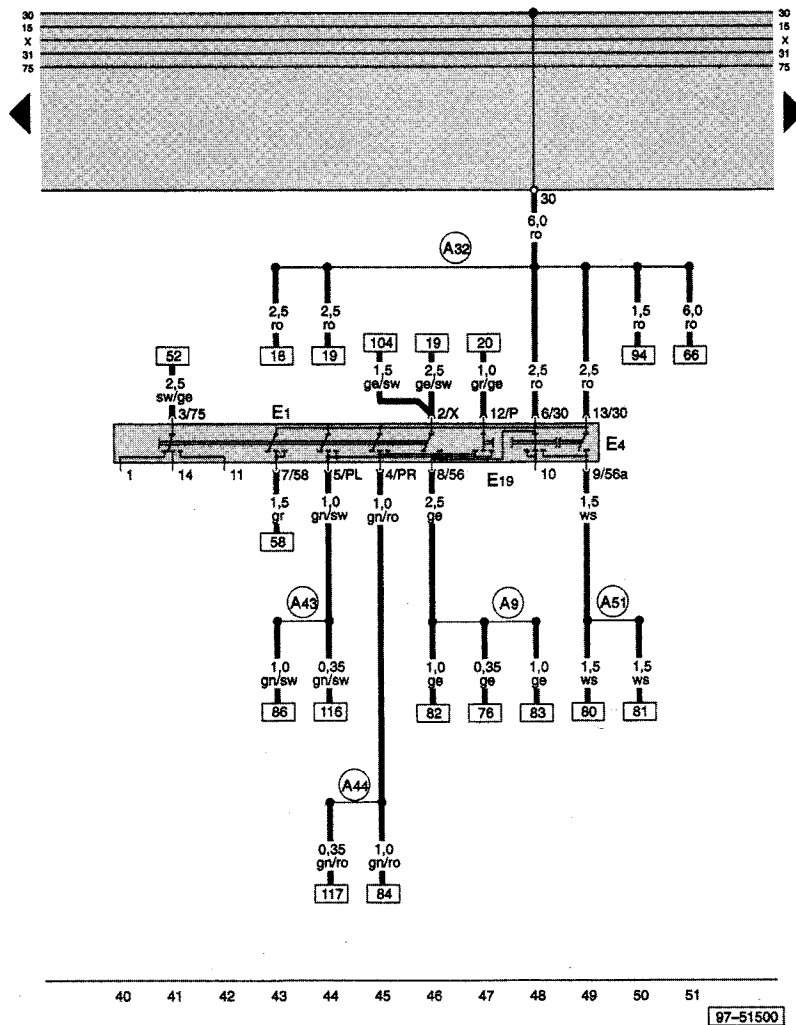 30 30
15 15
X X
31 31
75 75
30
6,0
ro
A32
2,5 2,5 1,5 6,0
ro ro ro ro
18 19 94 66
52 104 19 20
2,5 1,5 2,5 1,0 2,5 2,5
sw/ge ge/sw ge/sw gr/ge ro ro
3/75 E1 2/X 12/P 6/30 13/30
E4
1 14 11 7/58 5/PL 4/PR 8/56 E19 10 9/56a
1,5 1,0 1,0 2,5 1,5
gr gn/sw gn/ro ge ws
58
A43 A9 A51
1,0 0,35 1,0 0,35 1,0 1,5 1,5
gn/sw gn/sw ge ge ge ws ws
86 116 82 76 83 80 81
A44
0,35 1,0
gn/ro gn/ro
117 84
40 41 42 43 44 45 46 47 48 49 50 51
97-51500